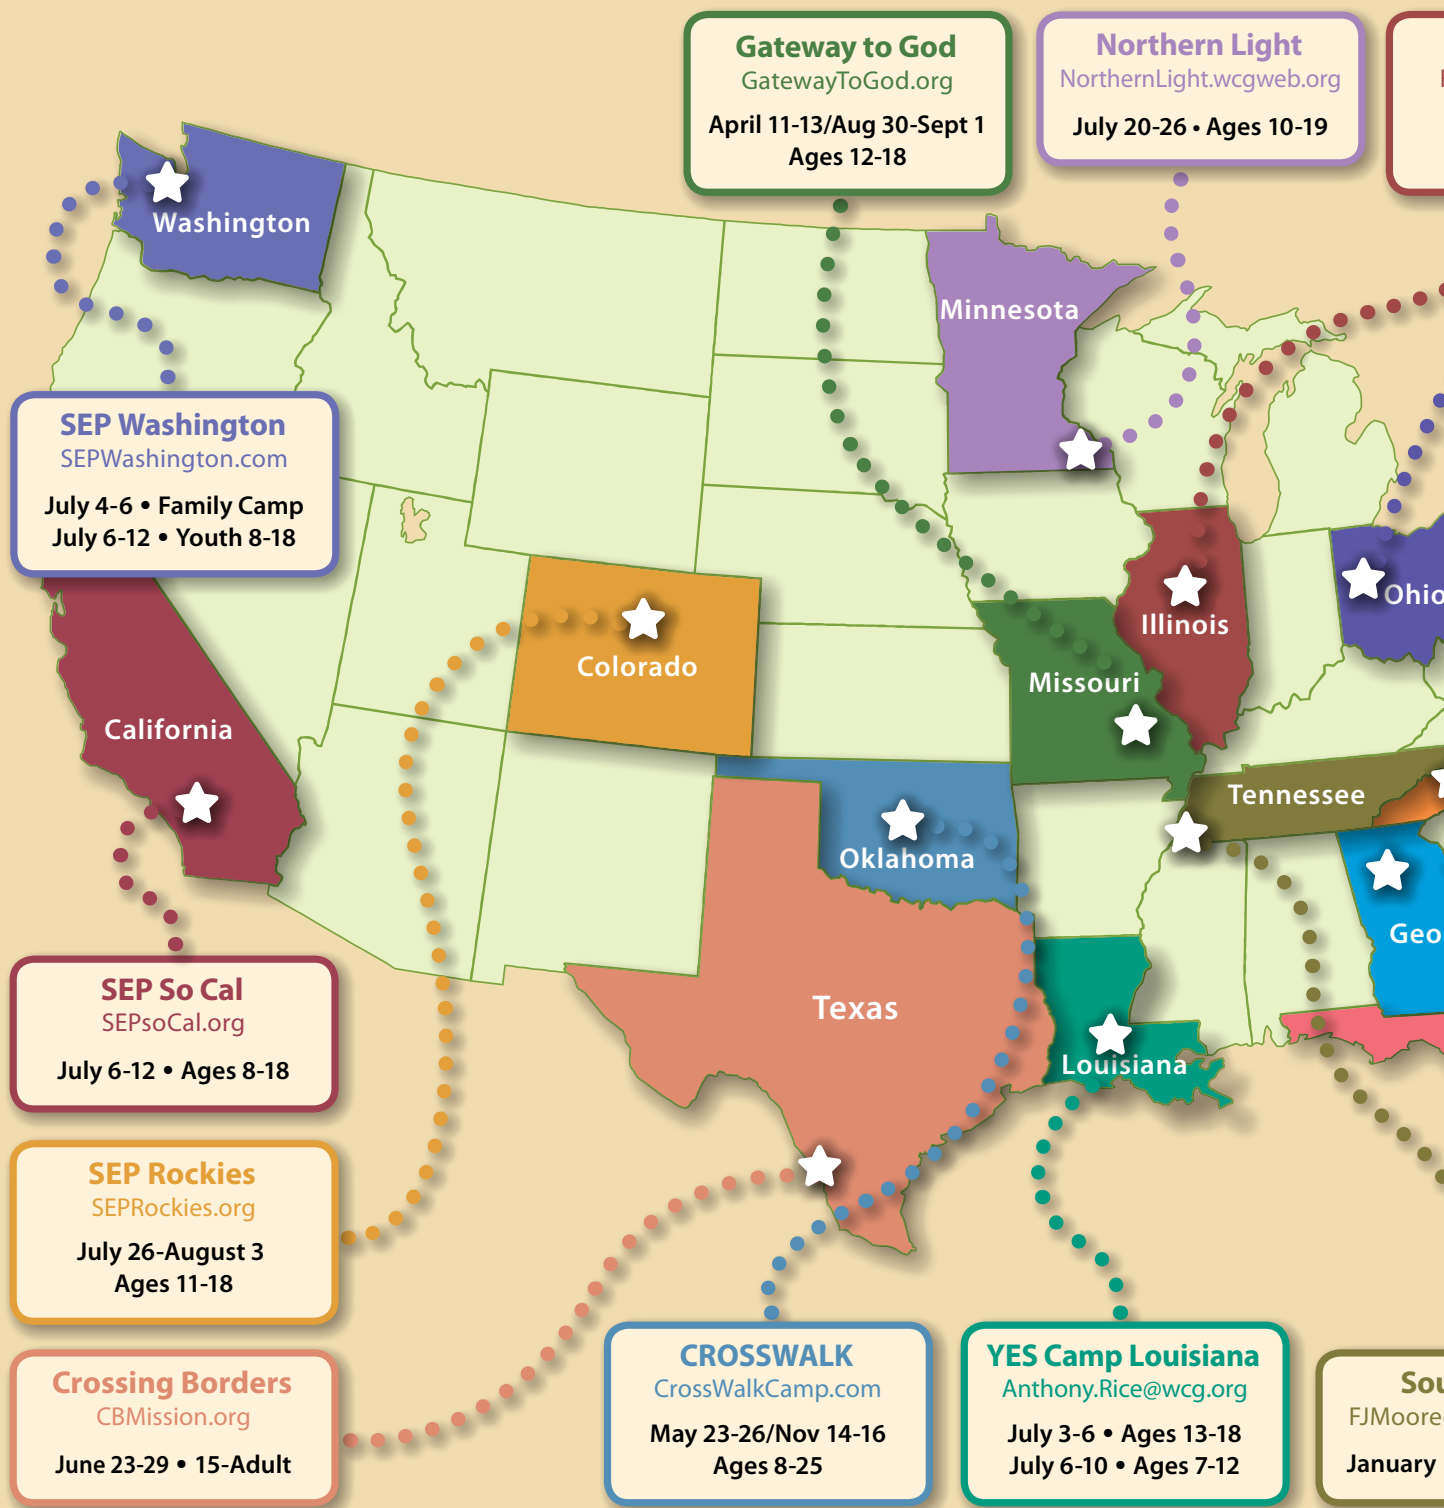 Gateway to God
GatewayToGod.org
April 11-13/Aug 30-Sept 1
Ages 12-18
Northern Light
NorthernLight.wcgweb.org
July 20-26 • Ages 10-19
Washington
Minnesota
SEP Washington
SEPWashington.com
July 4-6 • Family Camp
July 6-12 • Youth 8-18
Colorado
Illinois
Ohio
Missouri
California
Tennessee
Oklahoma
Geo
Texas
Louisiana
SEP So Cal
SEPsoCal.org
July 6-12 • Ages 8-18
SEP Rockies
SEPRockies.org
July 26-August 3
Ages 11-18
Crossing Borders
CBMission.org
June 23-29 • 15-Adult
CROSSWALK
CrossWalkCamp.com
May 23-26/Nov 14-16
Ages 8-25
YES Camp Louisiana
Anthony.Rice@wcg.org
July 3-6 • Ages 13-18
July 6-10 • Ages 7-12
Sou
FJMoore
January